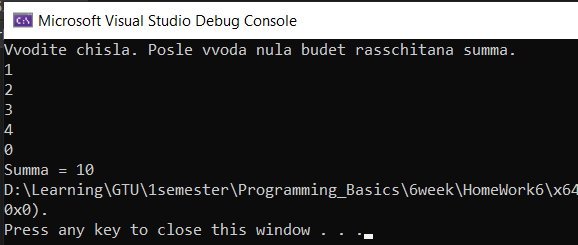 Microsoft Visual Studio Debug Console
Vvodite chisla. Posle vvoda nula budet rasschitana summa.
1
2
3
4
0
Summa = 10
D:\Learning\GTU\1semester\Programming_Basics\6week\HomeWork6\x64
0x0).
Press any key to close this window . . .